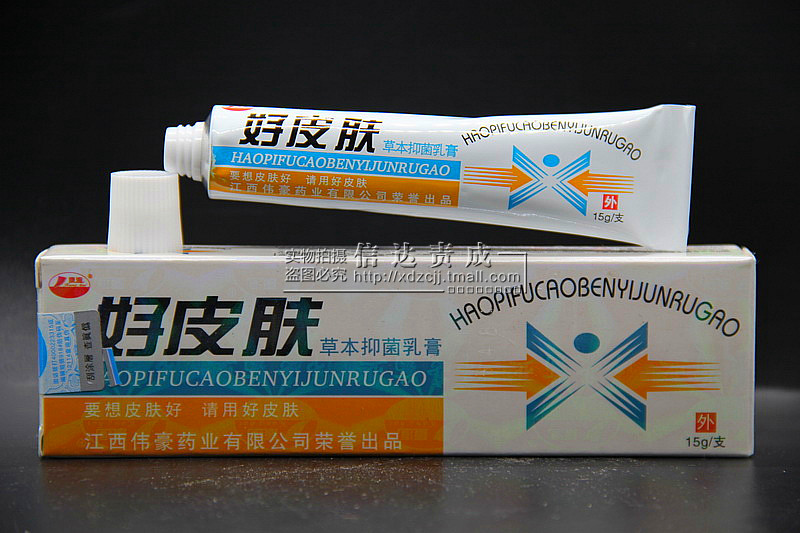 好皮肤
草本抑菌乳膏
HAOPIFUCAOBENYIJUNRUGAO
HAOPIFUCAOBENYIJUNRUGAO
要想皮肤好 请用好皮肤
江西伟豪药业有限公司荣誉出品
外
15g/支
实物拍摄
盗图必究
信达责成
http://xdzcjj.tmall.com
好皮肤
草本抑菌乳膏
HAOPIFUCAOBENYIJUNRUGAO
HAOPIFUCAOBENYIJUNRUGAO
要想皮肤好 请用好皮肤
江西伟豪药业有限公司荣誉出品
外
15g/支